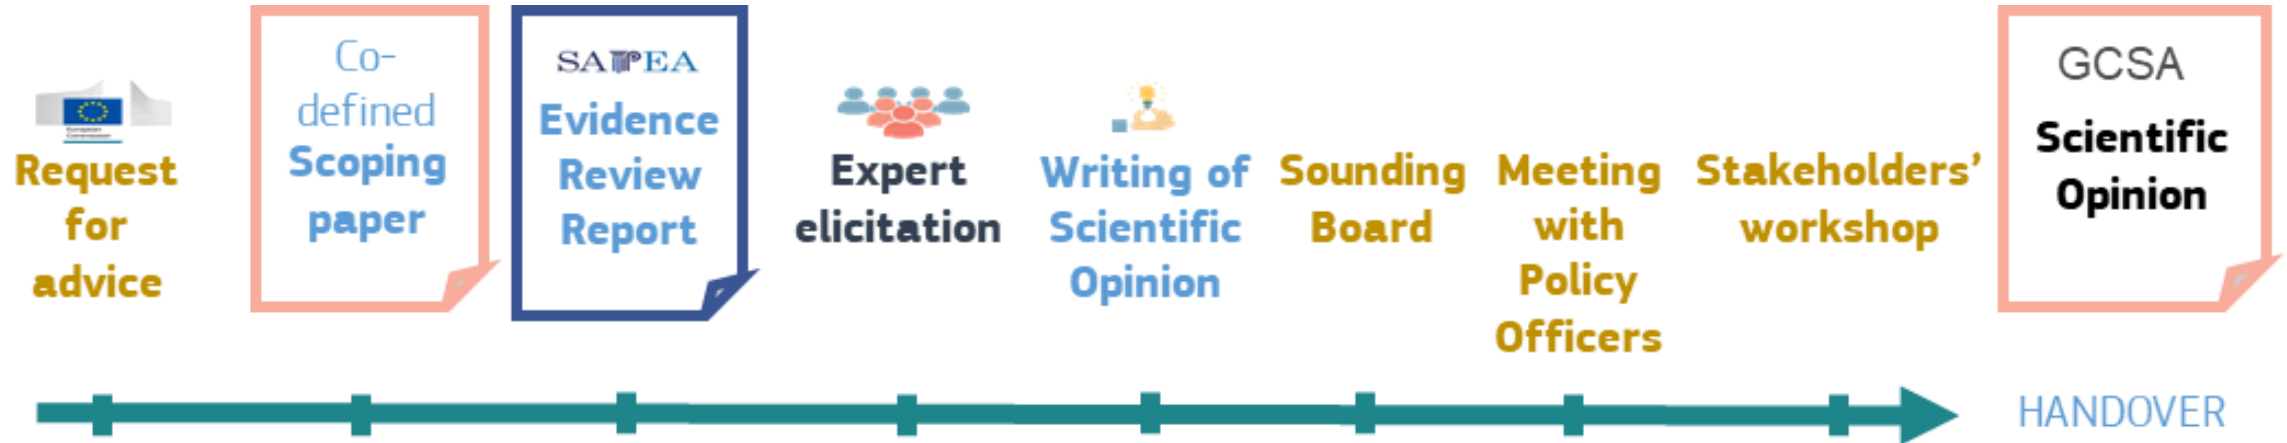 Request
for
advice
Co-
defined
Scoping
paper
SAPEA
Evidence
Review
Report
Expert
elicitation
Writing of
Scientific
Opinion
Sounding
Board
Meeting
with
Policy
Officers
Stakeholders’
workshop
GCSA
Scientific
Opinion
HANDOVER